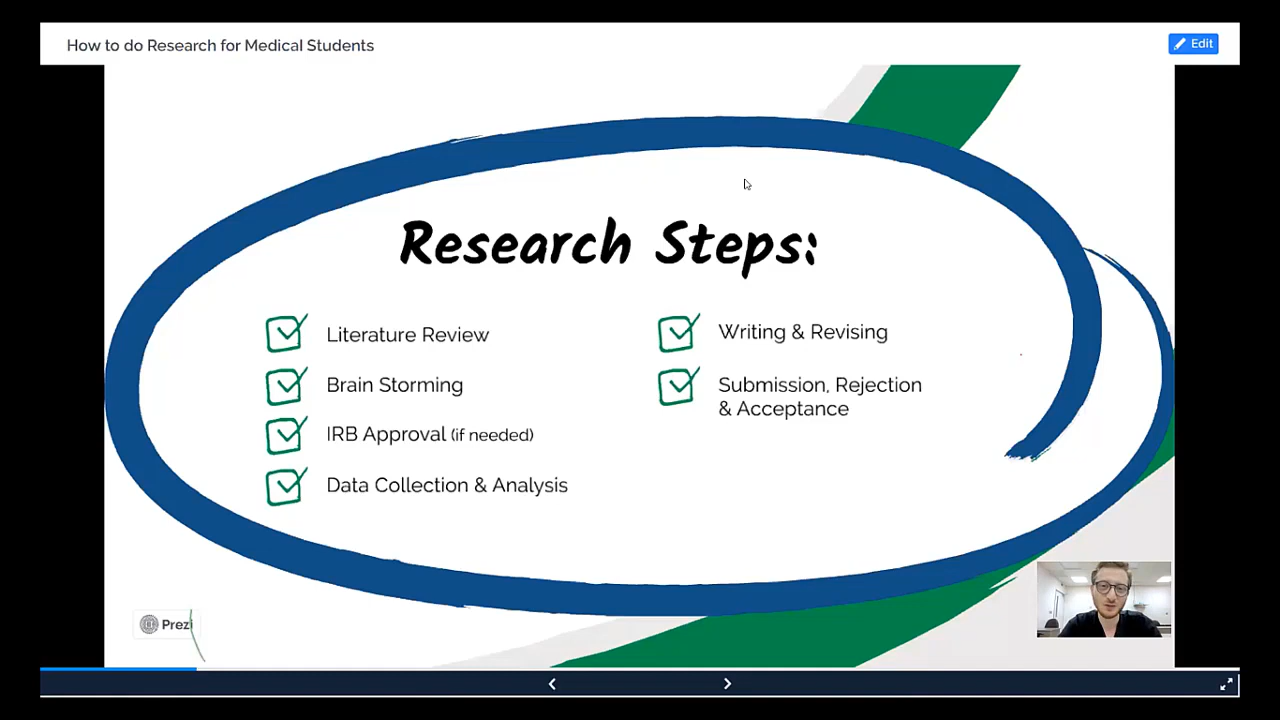 How to do Research for Medical Students
Edit
Research Steps:
Literature Review
Brain Storming
IRB Approval (if needed)
Data Collection & Analysis
Writing & Revising
Submission, Rejection
& Acceptance
Prezi